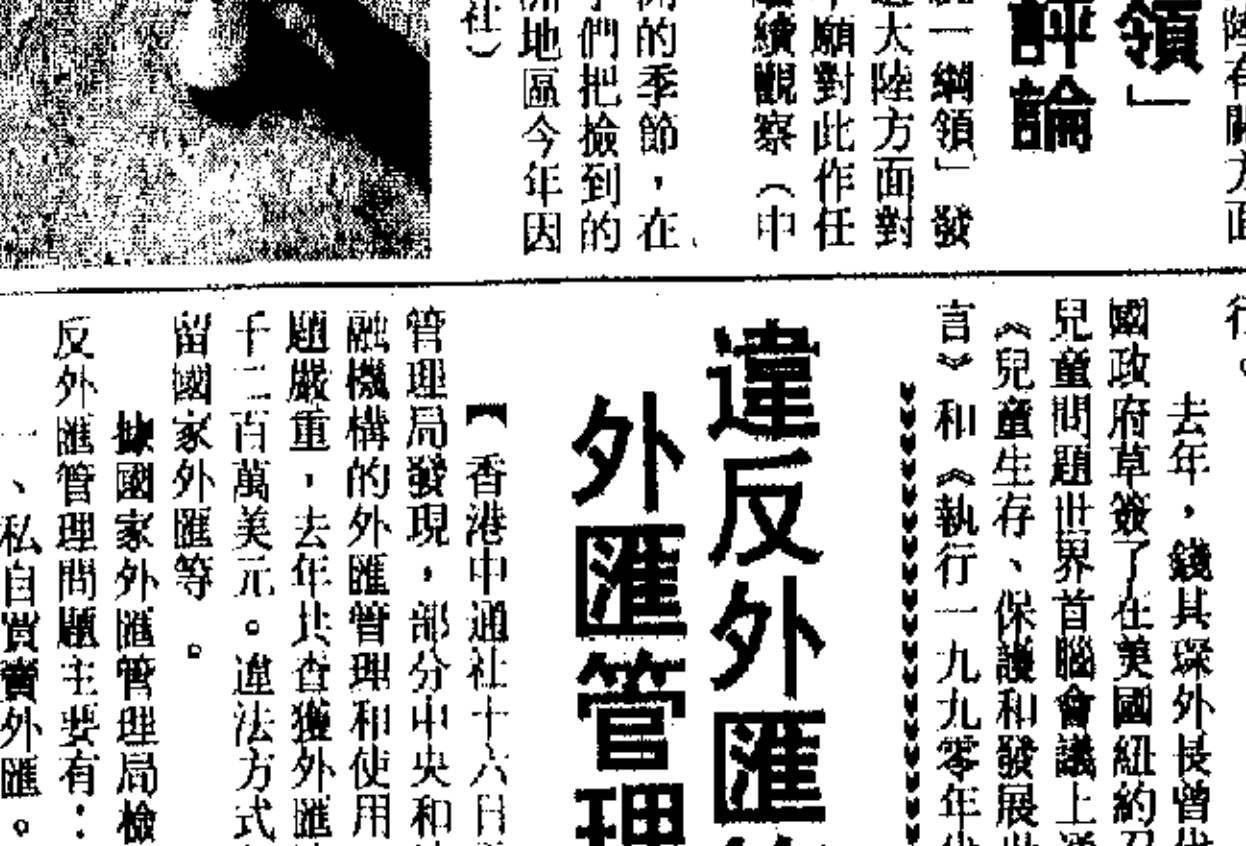 陸有關方面
領」
評論
一綱領」發
大陸方面對
願對此作任
續觀察（中
的季節，在
們把撿到的
地區今年因
社）
行。
去年，錢其琛外長曾代
國政府草簽了在美國紐約召
兒童問題世界首腦會議上通
《兒童生存、保護和發展世
言》和《執行一九九零年代
違反外匯
外匯管理
【香港中通社十六日
管理局發現，部分中央和
融機構的外匯管理和使用
題嚴重，去年共查獲外匯
千二百萬美元。違法方式
留國家外匯等。
據國家外匯管理局檢
反外匯管理問題主要有：
一、私自買賣外匯。